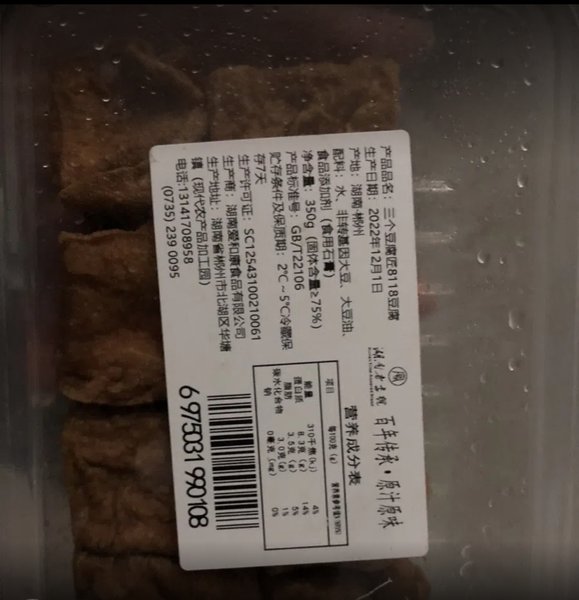 产品品名：三个豆腐匠8118豆腐
生产日期：2022年12月1日
产地：湖南·郴州
配料：水、非转基因大豆、大豆油、
食品添加剂（食用石膏）
净含量：350g（固体含量≥75%）
产品标准号：GB/T22106
贮存条件及保质期：2℃~5℃冷藏保
存7天
生产许可证：SC12543100210061
生产商：湖南爱和康食品有限公司
生产地址：湖南省郴州市北湖区华塘
镇（现代农产品加工园）
电话:13141708958
(0735) 239 0095
百年传承·原汁原味
营养成分表
项目 每100克 (g) 营养素参考值%(NRV%)
能量 310千焦(kJ) 4%
蛋白质 8.3克 (g) 14%
脂肪 3.5克 (g) 5%
碳水化合物 3.0克 (g) 1%
钠 0毫克 (mg) 0%
6 975031 990108